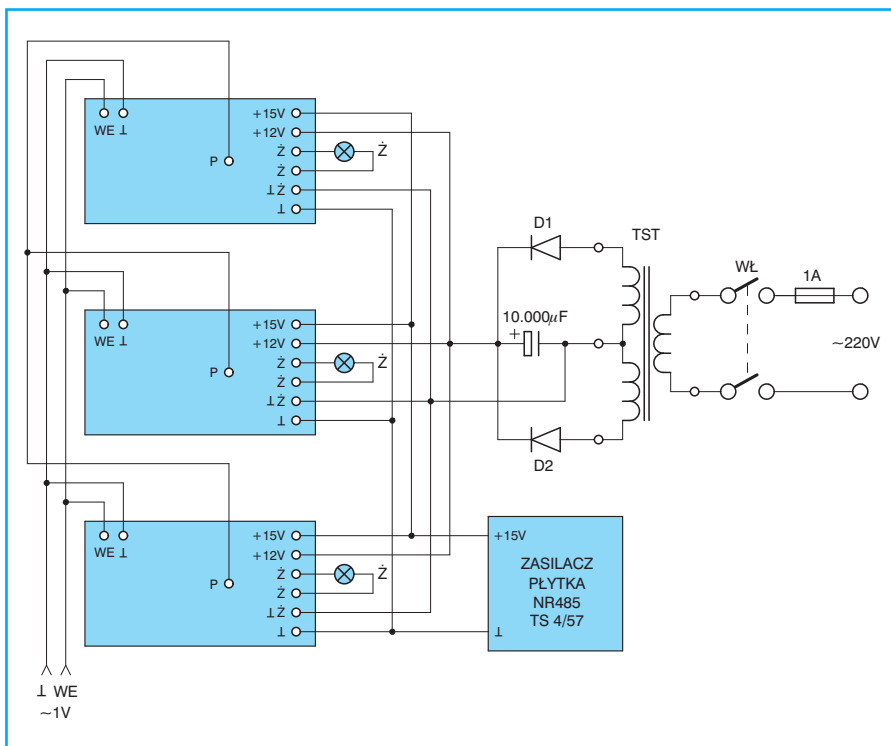 WE ⊥
P
+15V
+12V
Ż
Ż
Ż
⊥Ż
⊥
D1
TST
WŁ
1A
10.000µF
+
~220V
D2
WE ⊥
P
+15V
+12V
Ż
Ż
Ż
⊥Ż
⊥
WE ⊥
P
+15V
+12V
Ż
Ż
Ż
⊥Ż
⊥
+15V
ZASILACZ
PŁYTKA
NR485
TS 4/57
⊥
⊥ WE
~1V